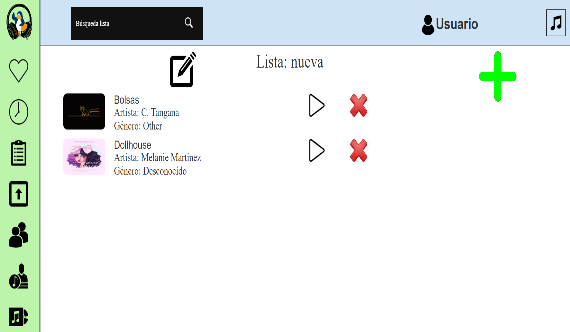 Búsqueda lista
Usuario
Lista: nueva
Bolsas
Artista: C. Tangana
Género: Other
Dollhouse
Artista: Melanie Martinez
Género: Desconocido